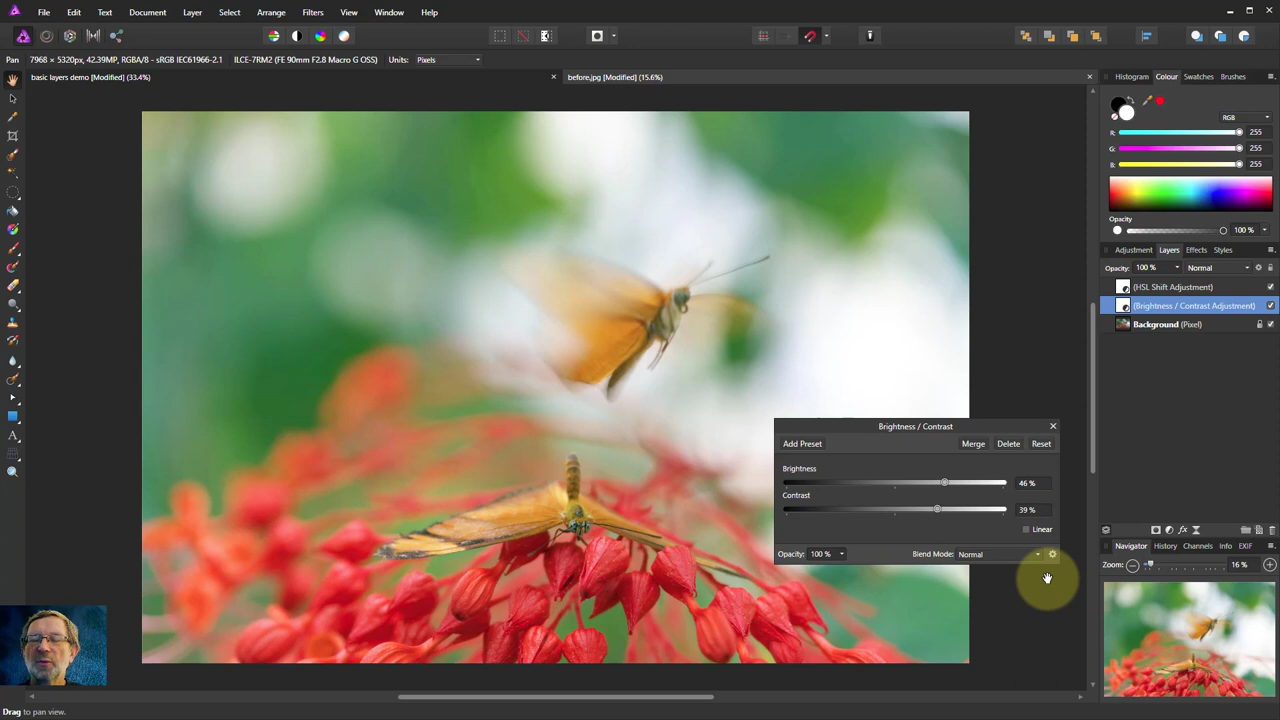 File Edit Text Document Layer Select Arrange Filters View Window Help
Pan 7968 × 5320px, 42.39MP, RGBA/8 - sRGB IEC61966-2.1 ILCE-7RM2 (FE 90mm F2.8 Macro G OSS) Units: Pixels
basic layers demo [Modified] (33.4%) before.jpg [Modified] (15.6%)
Histogram Colour Swatches Brushes
RGB
R: 255
G: 255
B: 255
Opacity
100 %
Adjustment Layers Effects Styles
Opacity: 100 % Normal
(HSL Shift Adjustment)
(Brightness / Contrast Adjustment)
Background (Pixel)
Brightness / Contrast
Add Preset Merge Delete Reset
Brightness
46 %
Contrast
39 %
Linear
Opacity: 100 % Blend Mode: Normal
fx
Navigator History Channels Info EXIF
Zoom: 16 %
Drag to pan view.